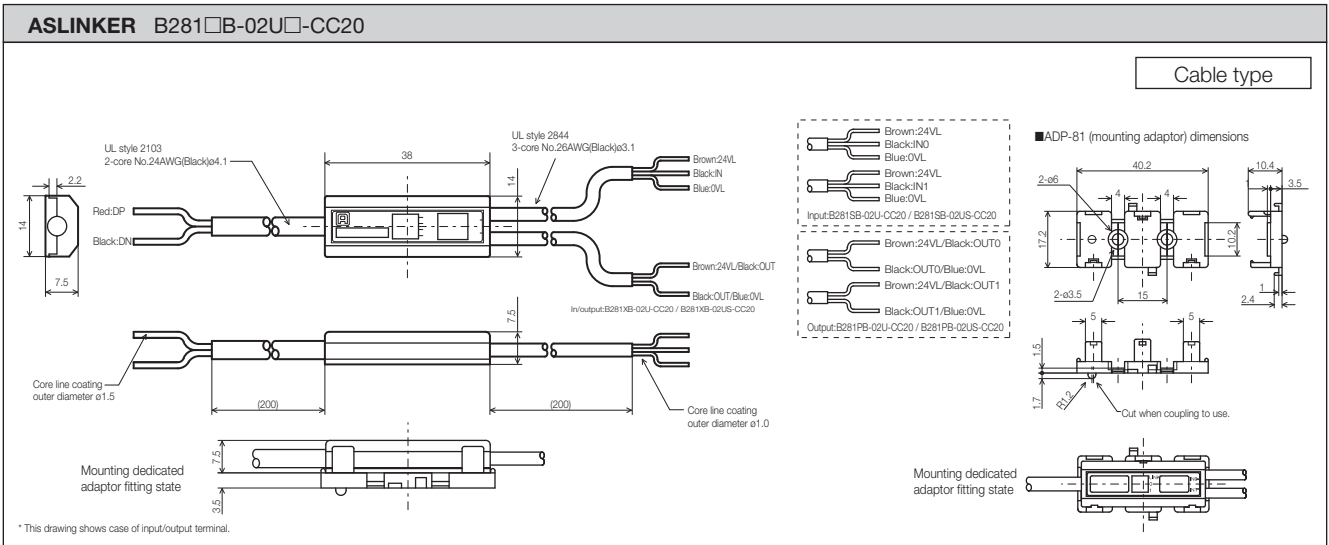 ASLINKER B281□B-02U□-CC20
Cable type
UL style 2103
2-core No.24AWG(Black)ø4.1
38
UL style 2844
3-core No.26AWG(Black)ø3.1
14
Brown:24VL
Black:IN
Blue:0VL
2.2
14
7.5
Red:DP
Black:DN
Brown:24VL/Black:OUT
Black:OUT/Blue:0VL
In/output:B281XB-02U-CC20 / B281XB-02US-CC20
7.5
Core line coating
outer diameter ø1.5
(200)
(200)
Core line coating
outer diameter ø1.0
Mounting dedicated
adaptor fitting state
7.5
3.5
* This drawing shows case of input/output terminal.
Brown:24VL
Black:IN0
Blue:0VL
Brown:24VL
Black:IN1
Blue:0VL
Input:B281SB-02U-CC20 / B281SB-02US-CC20
Brown:24VL/Black:OUT0
Black:OUT0/Blue:0VL
Brown:24VL/Black:OUT1
Black:OUT1/Blue:0VL
Output:B281PB-02U-CC20 / B281PB-02US-CC20
■ADP-81 (mounting adaptor) dimensions
40.2
10.4
2-ø6
4
4
3.5
17.2
10.2
2-ø3.5
15
1
2.4
5
5
1.5
1.7
R1.2
Cut when coupling to use.
Mounting dedicated
adaptor fitting state